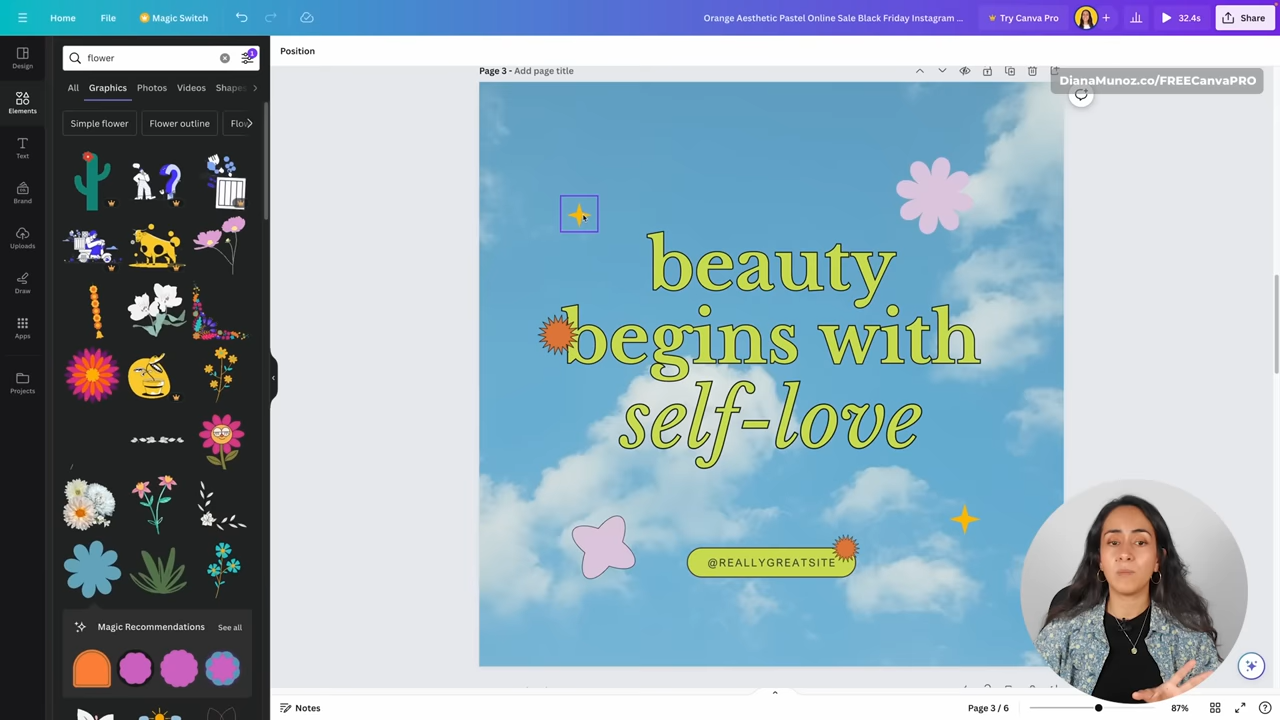 Home
File
Magic Switch
Orange Aesthetic Pastel Online Sale Black Friday Instagram ...
Try Canva Pro
32.4s
Share
Design
Elements
Text
Brand
Uploads
Draw
Apps
Projects
flower
1
All
Graphics
Photos
Videos
Shapes
Simple flower
Flower outline
Magic Recommendations
See all
Position
Page 3 - Add page title
DianaMunoz.co/FREECanvaPRO
beauty
begins with
self-love
@REALLYGREATSITE
Notes
Page 3 / 6
87%